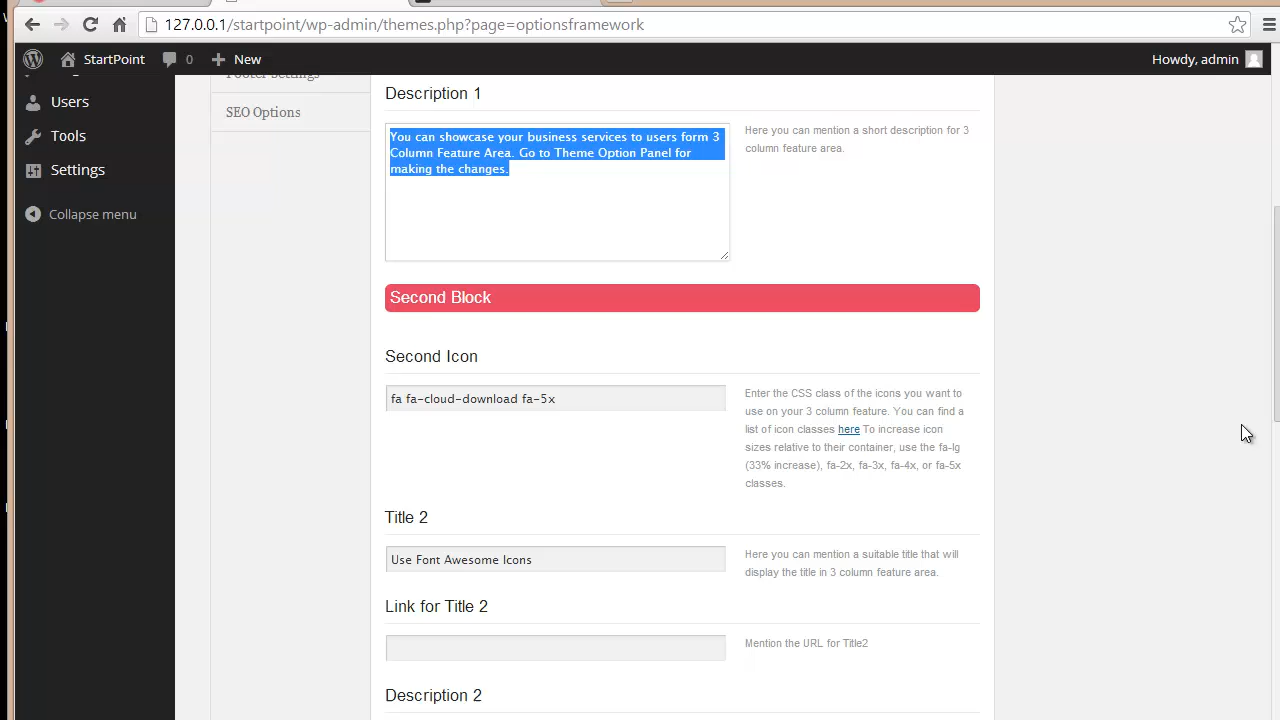 127.0.0.1/startpoint/wp-admin/themes.php?page=optionsframework
StartPoint 0 New Howdy, admin
Footer Settings
Users
SEO Options
Tools
Settings
Collapse menu
Description 1
You can showcase your business services to users form 3
Column Feature Area. Go to Theme Option Panel for
making the changes.
Here you can mention a short description for 3
column feature area.
Second Block
Second Icon
fa fa-cloud-download fa-5x
Enter the CSS class of the icons you want to
use on your 3 column feature. You can find a
list of icon classes here To increase icon
sizes relative to their container, use the fa-lg
(33% increase), fa-2x, fa-3x, fa-4x, or fa-5x
classes.
Title 2
Use Font Awesome Icons
Here you can mention a suitable title that will
display the title in 3 column feature area.
Link for Title 2
Mention the URL for Title2
Description 2